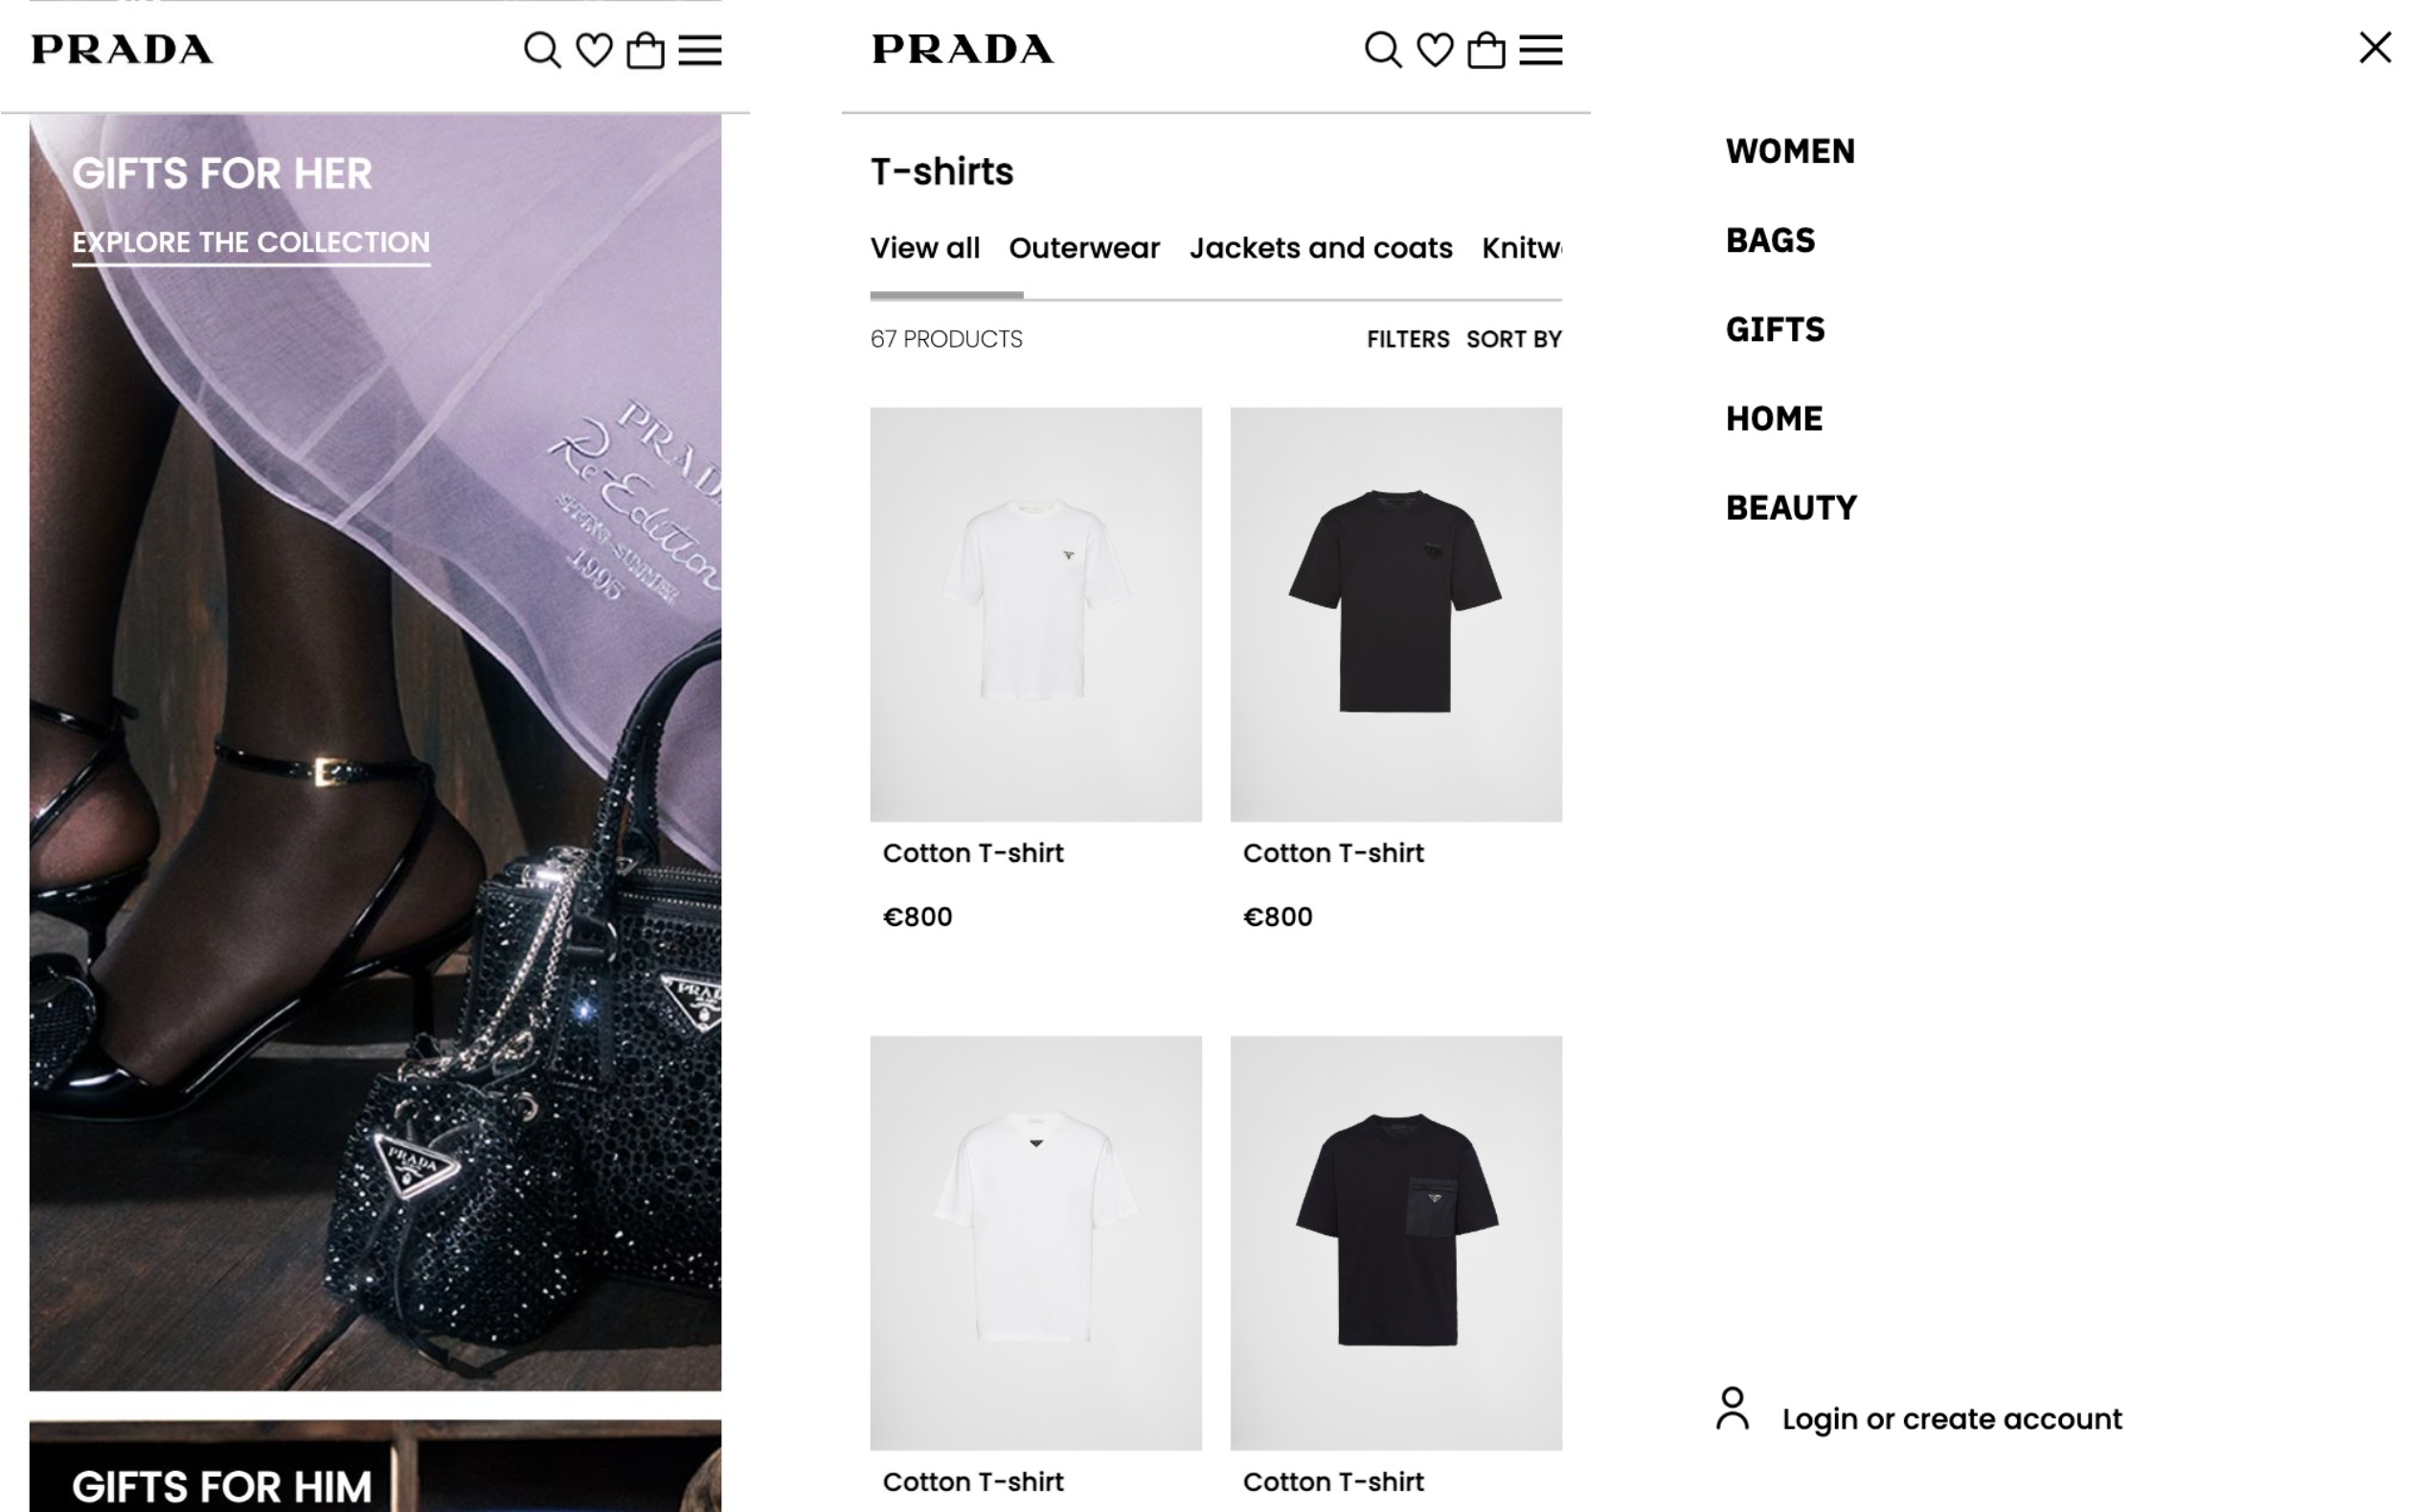 PRADA
GIFTS FOR HER
EXPLORE THE COLLECTION
PRADA
Re-Edition
SPRING-SUMMER
1995
PRADA
PRADA
GIFTS FOR HIM
PRADA
T-shirts
View all Outerwear Jackets and coats Knitw
67 PRODUCTS FILTERS SORT BY
Cotton T-shirt Cotton T-shirt
€800 €800
Cotton T-shirt Cotton T-shirt
WOMEN
BAGS
GIFTS
HOME
BEAUTY
Login or create account